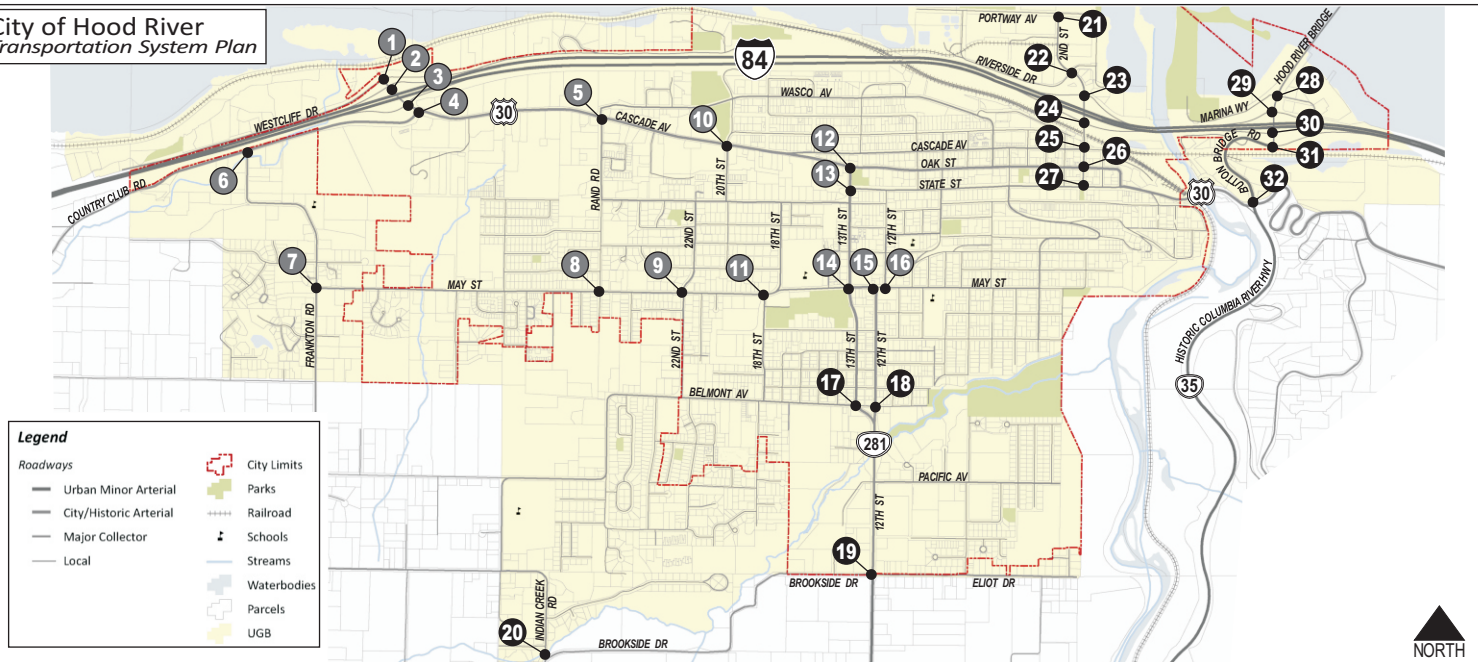 City of Hood River
Transportation System Plan
PORTWAY AV
21
2ND ST
22
RIVERSIDE DR
23
HOOD RIVER BRIDGE
29
28
MARINA WY
30
BUTTON BRIDGE RD
31
32
1
2
3
4
84
WESTCLIFF DR
30
5
CASCADE AV
WASCO AV
10
12
24
25
CASCADE AV
26
OAK ST
13
27
STATE ST
30
6
COUNTRY CLUB RD
RAND RD
20TH ST
22ND ST
18TH ST
13TH ST
12TH ST
7
8
9
11
14
15
16
MAY ST
MAY ST
FRANKTON RD
22ND ST
18TH ST
13TH ST
12TH ST
HISTORIC COLUMBIA RIVER HWY
35
BELMONT AV
17
18
281
PACIFIC AV
12TH ST
19
BROOKSIDE DR
ELIOT DR
INDIAN CREEK RD
20
BROOKSIDE DR
Legend
Roadways
Urban Minor Arterial
City/Historic Arterial
Major Collector
Local
City Limits
Parks
Railroad
Schools
Streams
Waterbodies
Parcels
UGB
NORTH